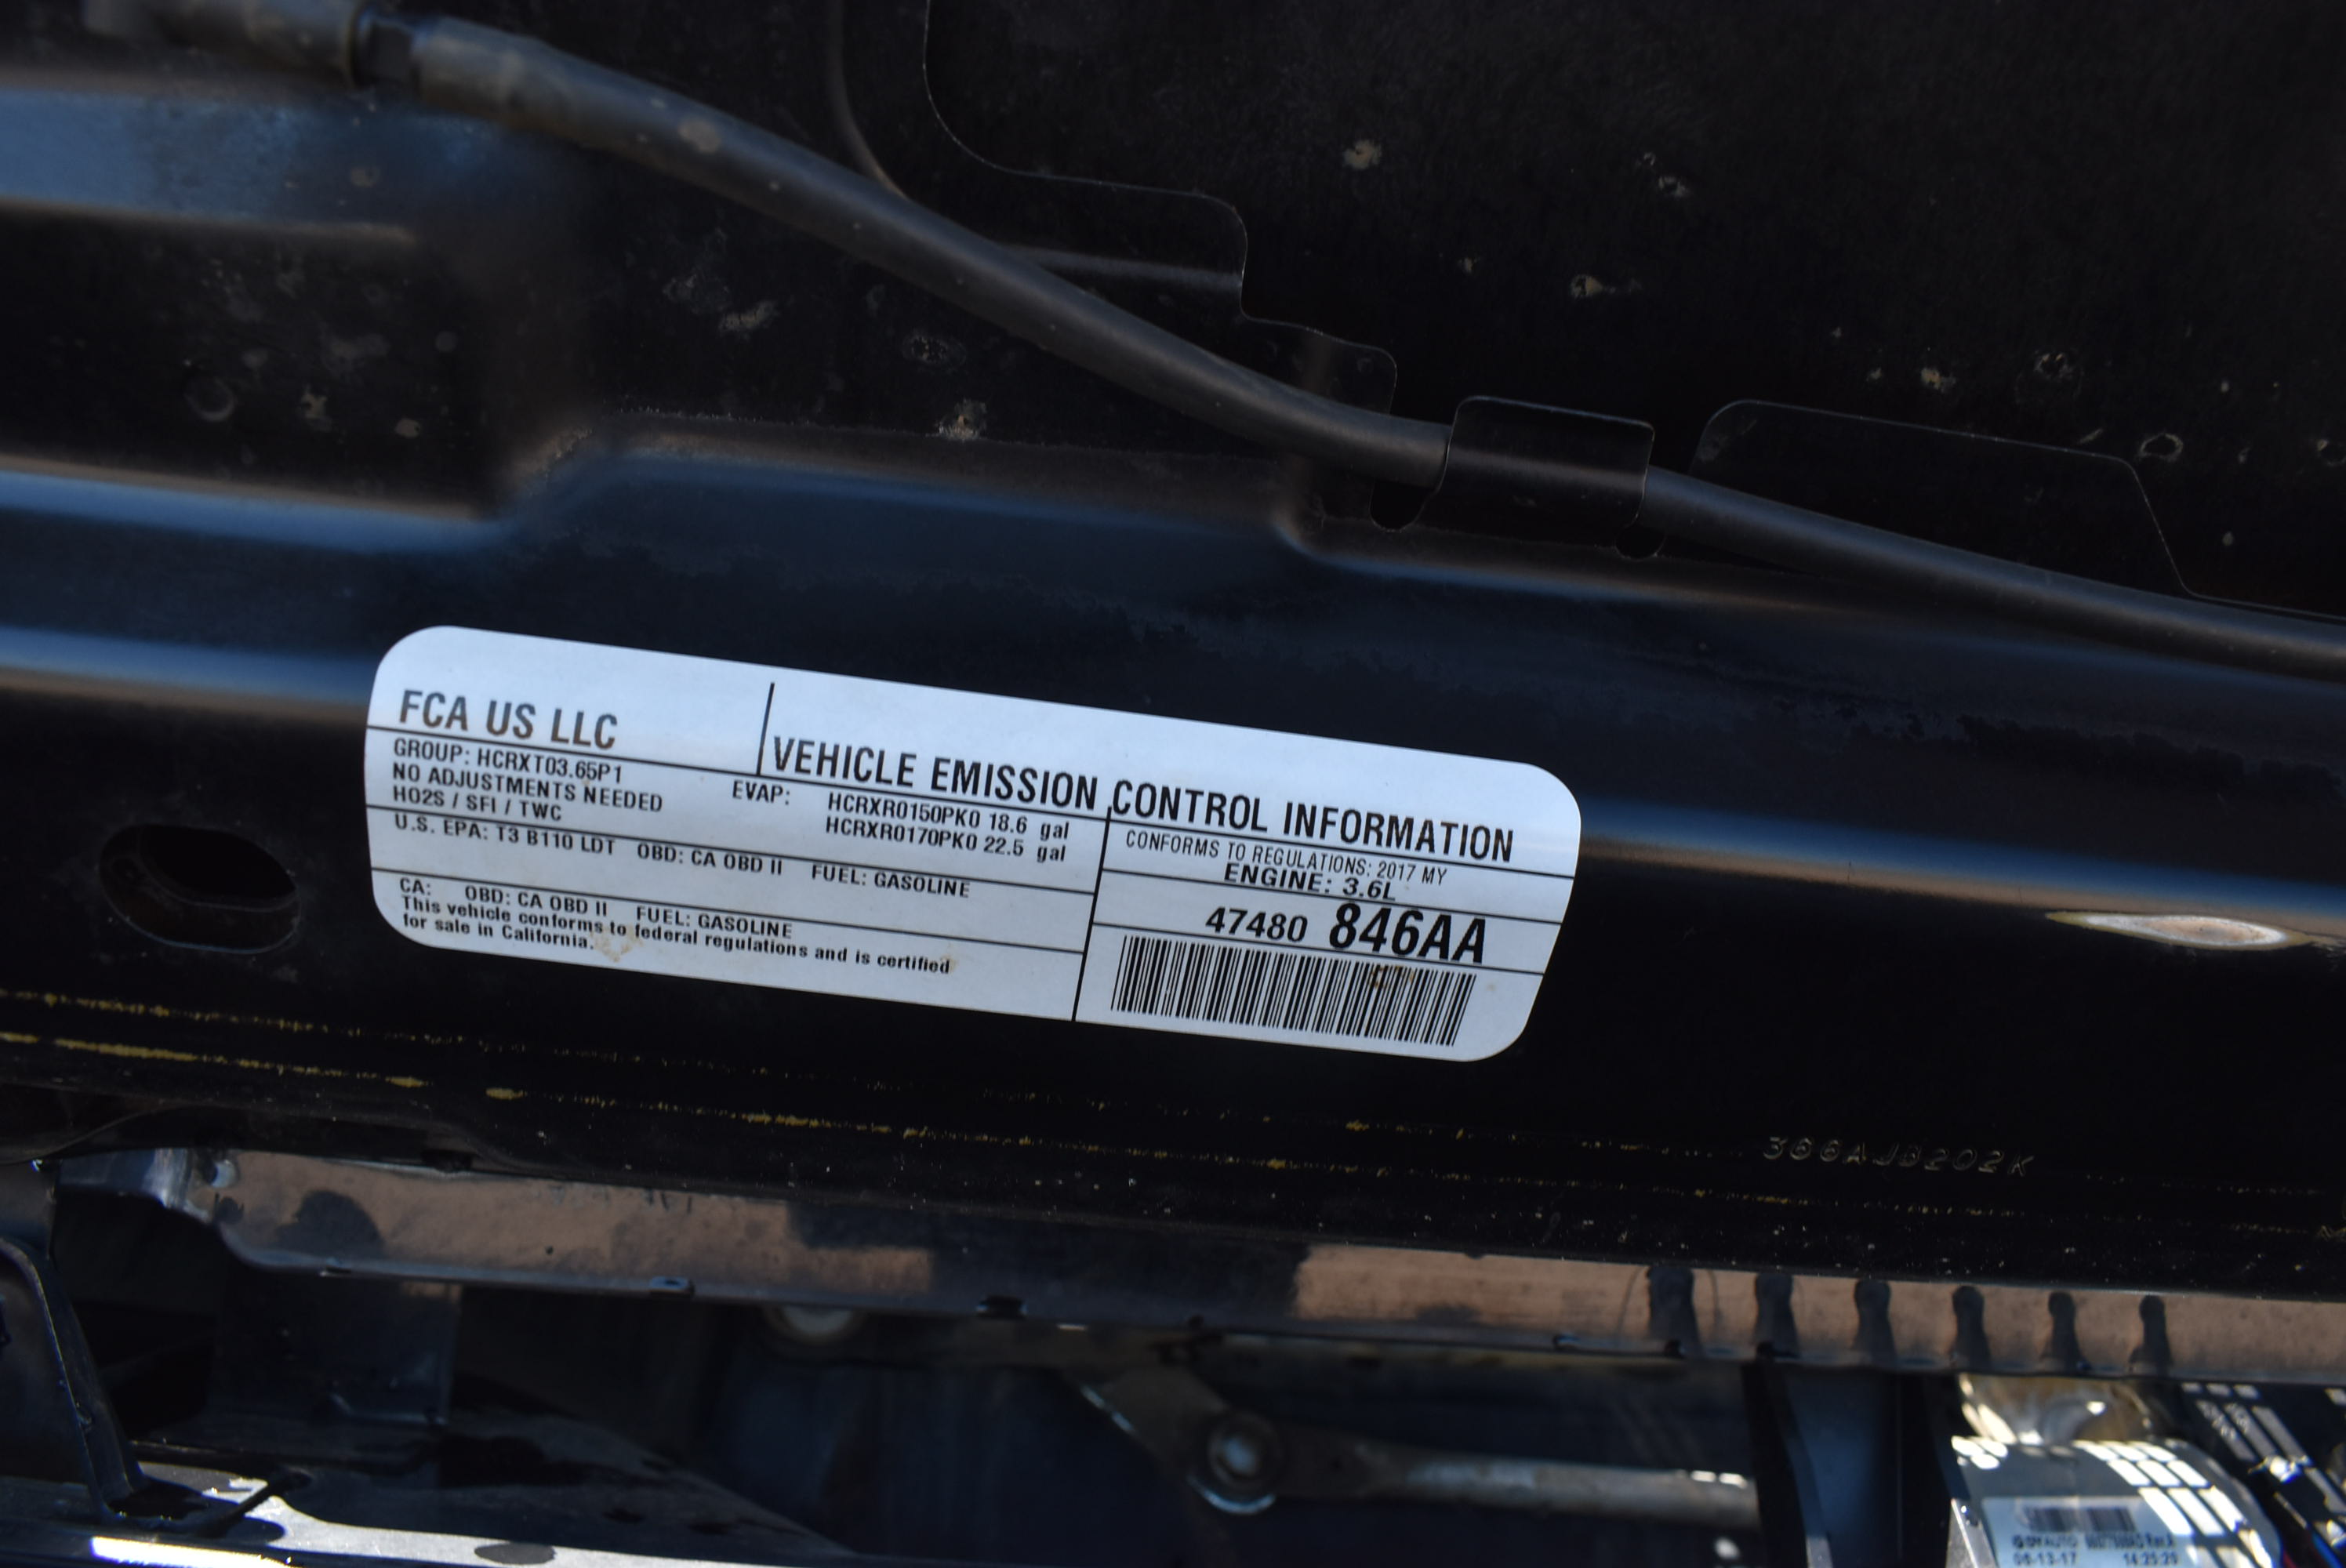 FCA US LLC
VEHICLE EMISSION CONTROL INFORMATION
GROUP: HCRXT03.65P1
NO ADJUSTMENTS NEEDED
HO2S / SFI / TWC
EVAP: HCRXR0150PK0 18.6 gal
HCRXR0170PK0 22.5 gal
U.S. EPA: T3 B110 LDT OBD: CA OBD II FUEL: GASOLINE
CA: OBD: CA OBD II FUEL: GASOLINE
This vehicle conforms to federal regulations and is certified
for sale in California.
CONFORMS TO REGULATIONS: 2017 MY
ENGINE: 3.6L
47480 846AA
14:25:25